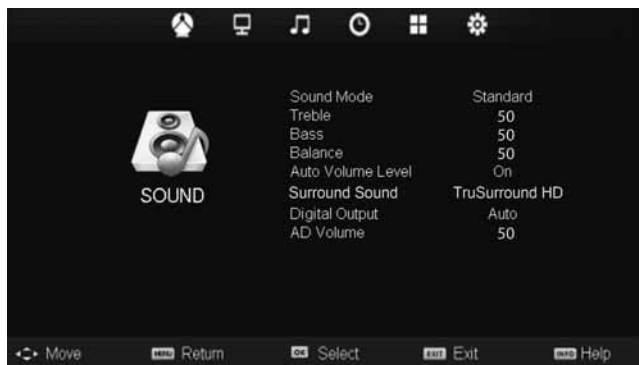 Sound Mode Standard
Treble 50
Bass 50
Balance 50
Auto Volume Level On
SOUND
Surround Sound TruSurround HD
Digital Output Auto
AD Volume 50
Move MENU Return OK Select EXIT Exit INFO Help